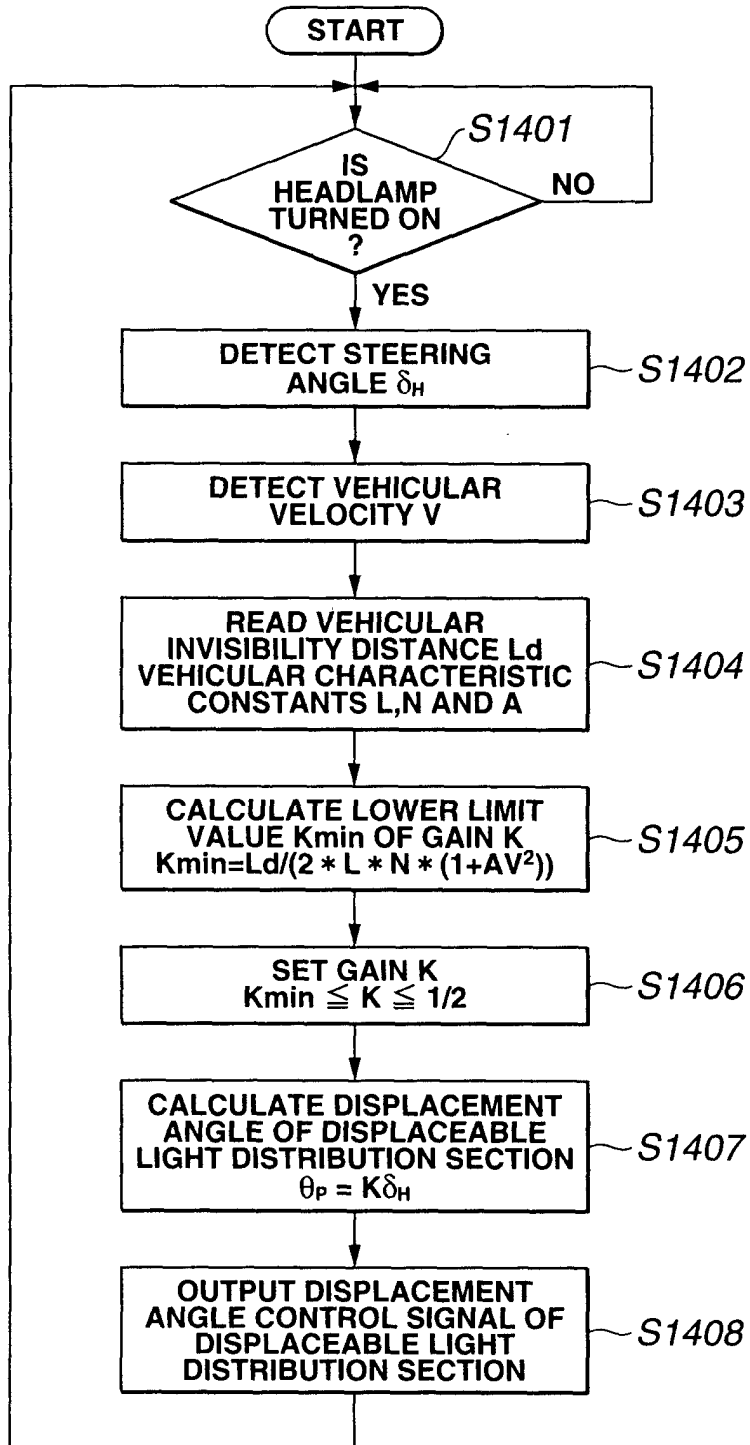 START
S1401
IS
HEADLAMP
TURNED ON
?
NO
YES
DETECT STEERING
ANGLE δH
S1402
DETECT VEHICULAR
VELOCITY V
S1403
READ VEHICULAR
INVISIBILITY DISTANCE Ld
VEHICULAR CHARACTERISTIC
CONSTANTS L,N AND A
S1404
CALCULATE LOWER LIMIT
VALUE Kmin OF GAIN K
Kmin=Ld/(2 * L * N * (1+AV²))
S1405
SET GAIN K
Kmin ≦ K ≦ 1/2
S1406
CALCULATE DISPLACEMENT
ANGLE OF DISPLACEABLE
LIGHT DISTRIBUTION SECTION
θP = KδH
S1407
OUTPUT DISPLACEMENT
ANGLE CONTROL SIGNAL OF
DISPLACEABLE LIGHT
DISTRIBUTION SECTION
S1408